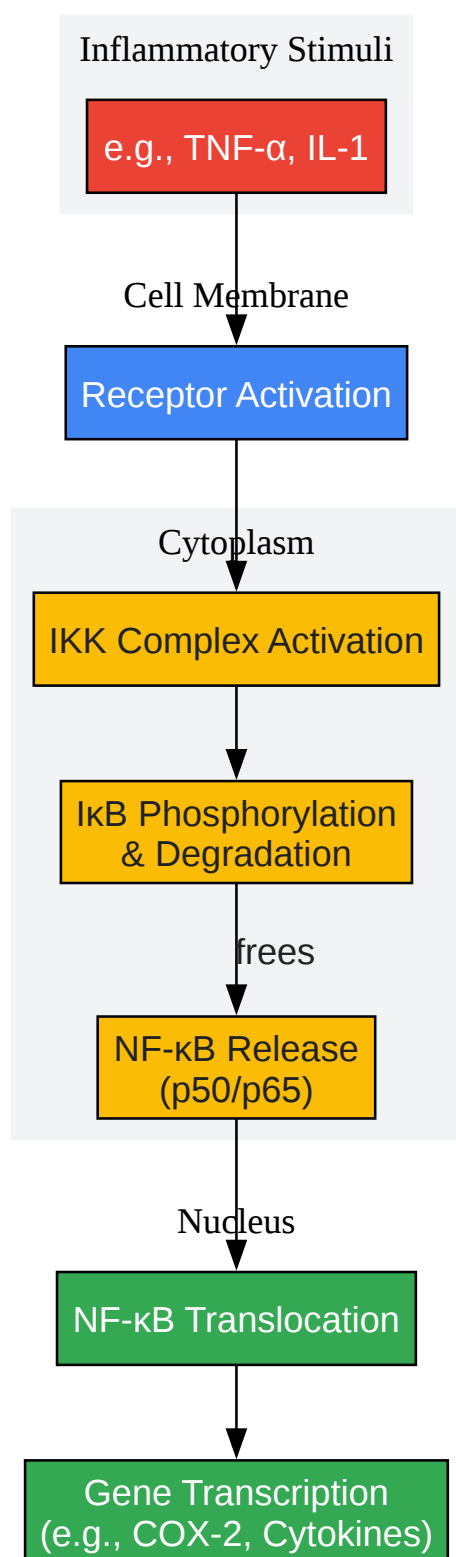 Inflammatory Stimuli
e.g., TNF-α, IL-1
Cell Membrane
Receptor Activation
Cytoplasm
IKK Complex Activation
IκB Phosphorylation
& Degradation
frees
NF-κB Release
(p50/p65)
Nucleus
NF-κB Translocation
Gene Transcription
(e.g., COX-2, Cytokines)